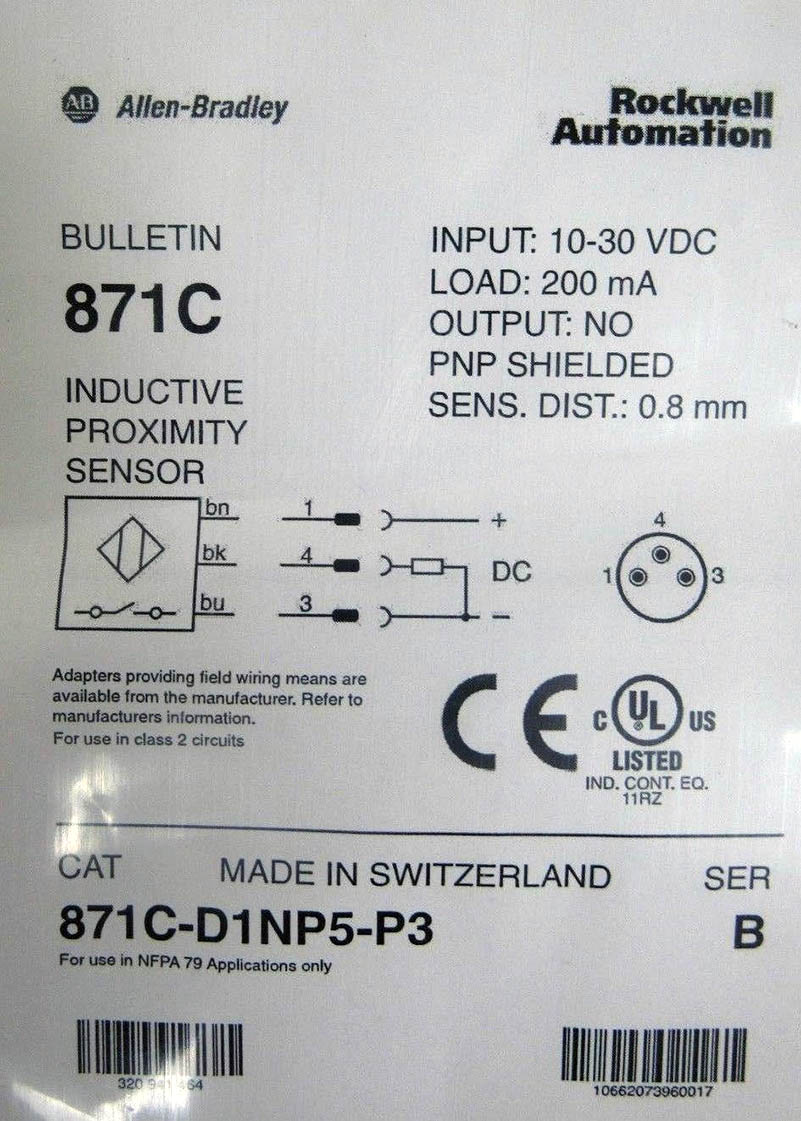 AB Allen-Bradley
Rockwell
Automation
BULLETIN
871C
INDUCTIVE
PROXIMITY
SENSOR
INPUT: 10-30 VDC
LOAD: 200 mA
OUTPUT: NO
PNP SHIELDED
SENS. DIST.: 0.8 mm
bn 1 +
bk 4 DC
bu 3 –
4
1 3
Adapters providing field wiring means are
available from the manufacturer. Refer to
manufacturers information.
For use in class 2 circuits
CE
C UL US
LISTED
IND. CONT. EQ.
11RZ
CAT MADE IN SWITZERLAND SER
871C-D1NP5-P3 B
For use in NFPA 79 Applications only
320
10662073960017